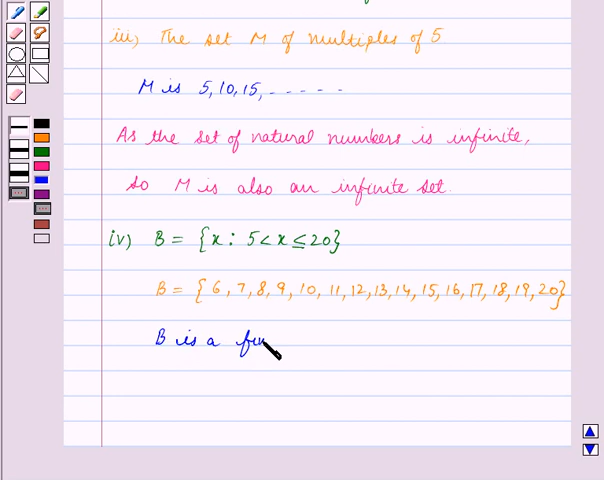 iii) The set M of multiples of 5
M is 5, 10, 15, - - - - - -
As the set of natural numbers is infinite,
so M is also an infinite set.
iv) B = {x : 5 < x ≤ 20}
B = {6, 7, 8, 9, 10, 11, 12, 13, 14, 15, 16, 17, 18, 19, 20}
B is a